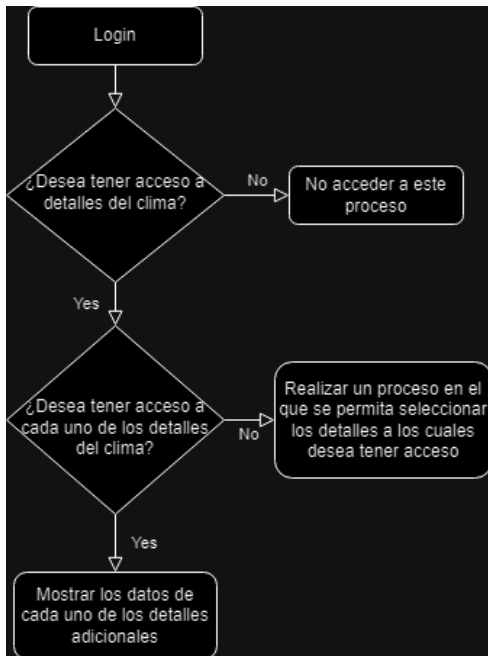 Login
¿Desea tener acceso a
detalles del clima?
No
No acceder a este
proceso
Yes
¿Desea tener acceso a
cada uno de los detalles
del clima?
No
Realizar un proceso en el
que se permita seleccionar
los detalles a los cuales
desea tener acceso
Yes
Mostrar los datos de
cada uno de los detalles
adicionales